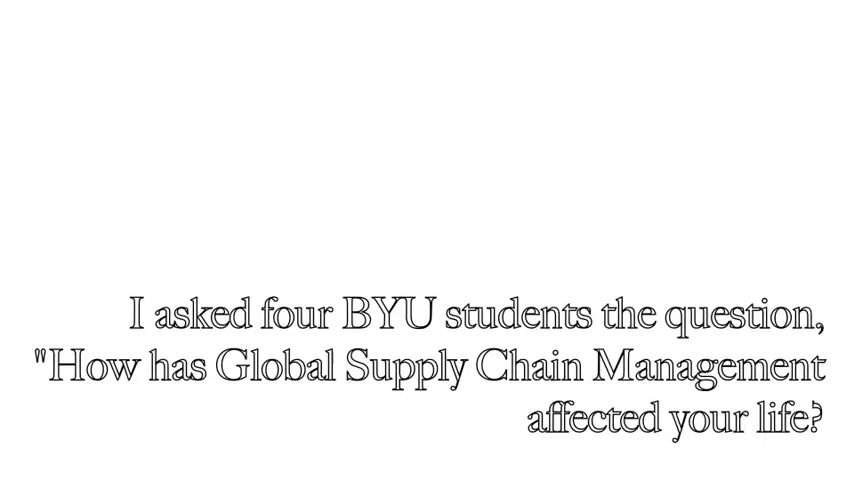 I asked four BYU students the question,
"How has Global Supply Chain Management
affected your life?